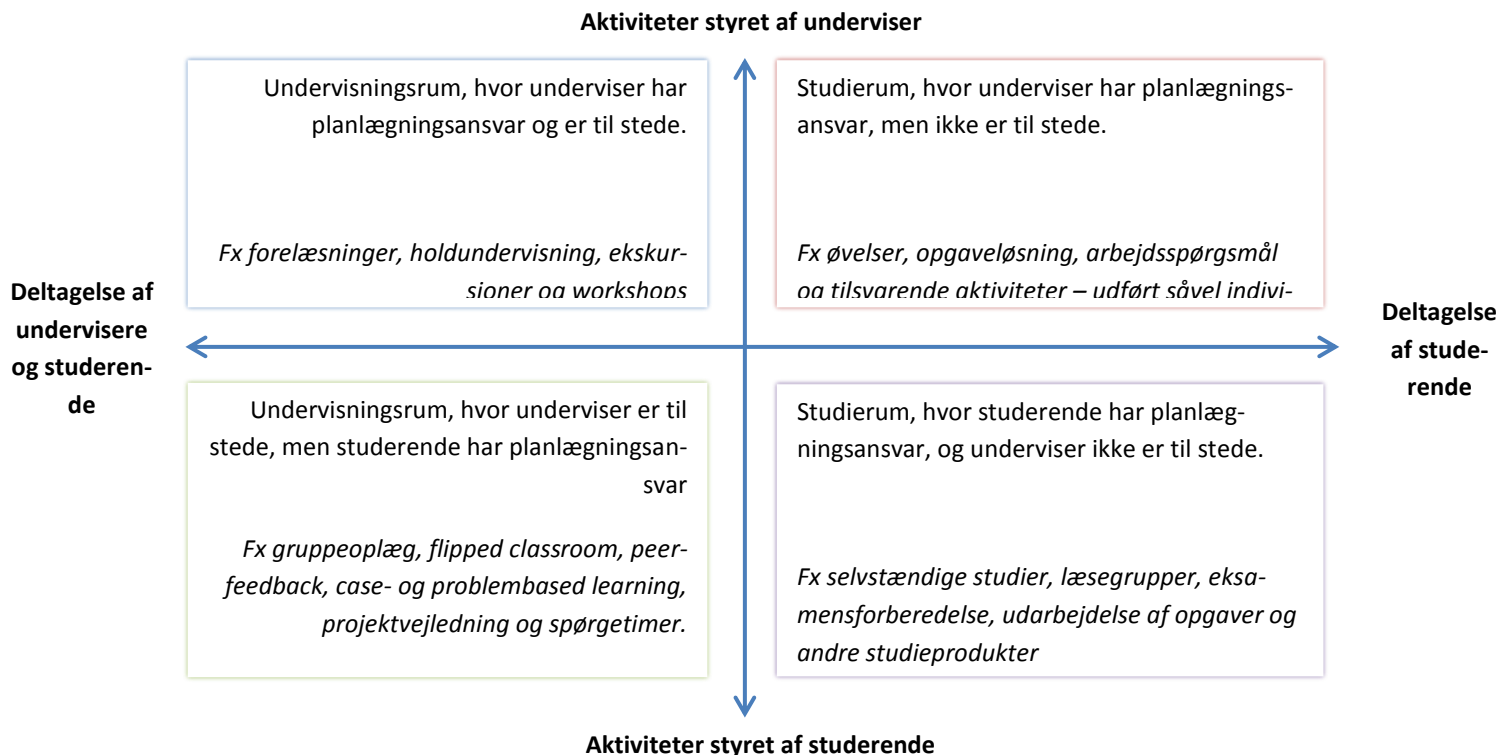 Aktiviteter styret af underviser
Undervisningsrum, hvor underviser har
planlægningsansvar og er til stede.
Fx forelæsninger, holdundervisning, ekskur-
sioner og workshops
Studierum, hvor underviser har planlægnings-
ansvar, men ikke er til stede.
Fx øvelser, opgaveløsning, arbejdsspørgsmål
og tilsvarende aktiviteter – udført såvel indivi-
Deltagelse af
undervisere
og studeren-
de
Deltagelse
af stude-
rende
Undervisningsrum, hvor underviser er til
stede, men studerende har planlægningsan-
svar
Fx gruppeoplæg, flipped classroom, peer-
feedback, case- og problembased learning,
projektvejledning og spørgetimer.
Studierum, hvor studerende har planlæg-
ningsansvar, og underviser ikke er til stede.
Fx selvstændige studier, læsegrupper, eksa-
mensforberedelse, udarbejdelse af opgaver og
andre studieprodukter
Aktiviteter styret af studerende